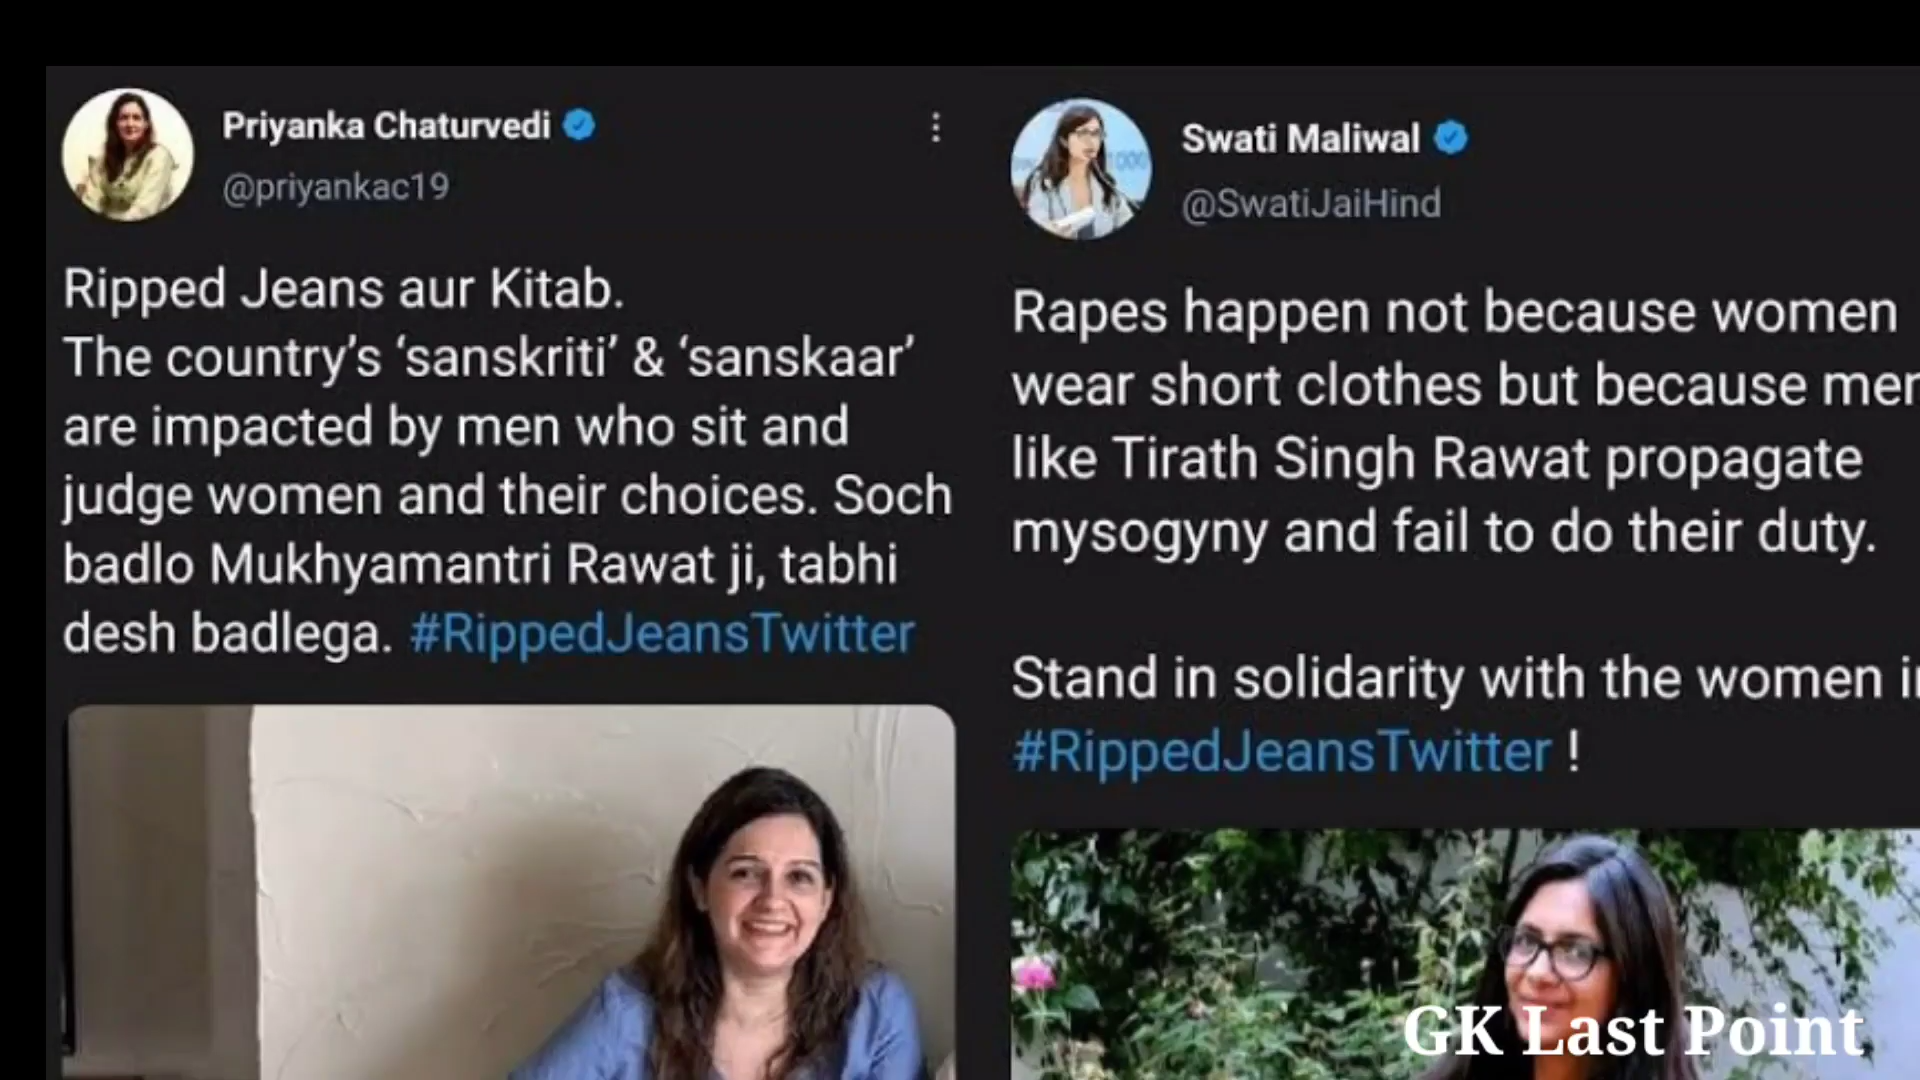 Priyanka Chaturvedi
@priyankac19
Ripped Jeans aur Kitab.
The country’s ‘sanskriti’ & ‘sanskaar’
are impacted by men who sit and
judge women and their choices. Soch
badlo Mukhyamantri Rawat ji, tabhi
desh badlega. #RippedJeansTwitter
Swati Maliwal
@SwatiJaiHind
Rapes happen not because women
wear short clothes but because men
like Tirath Singh Rawat propagate
mysogyny and fail to do their duty.
Stand in solidarity with the women in
#RippedJeansTwitter !
GK Last Point